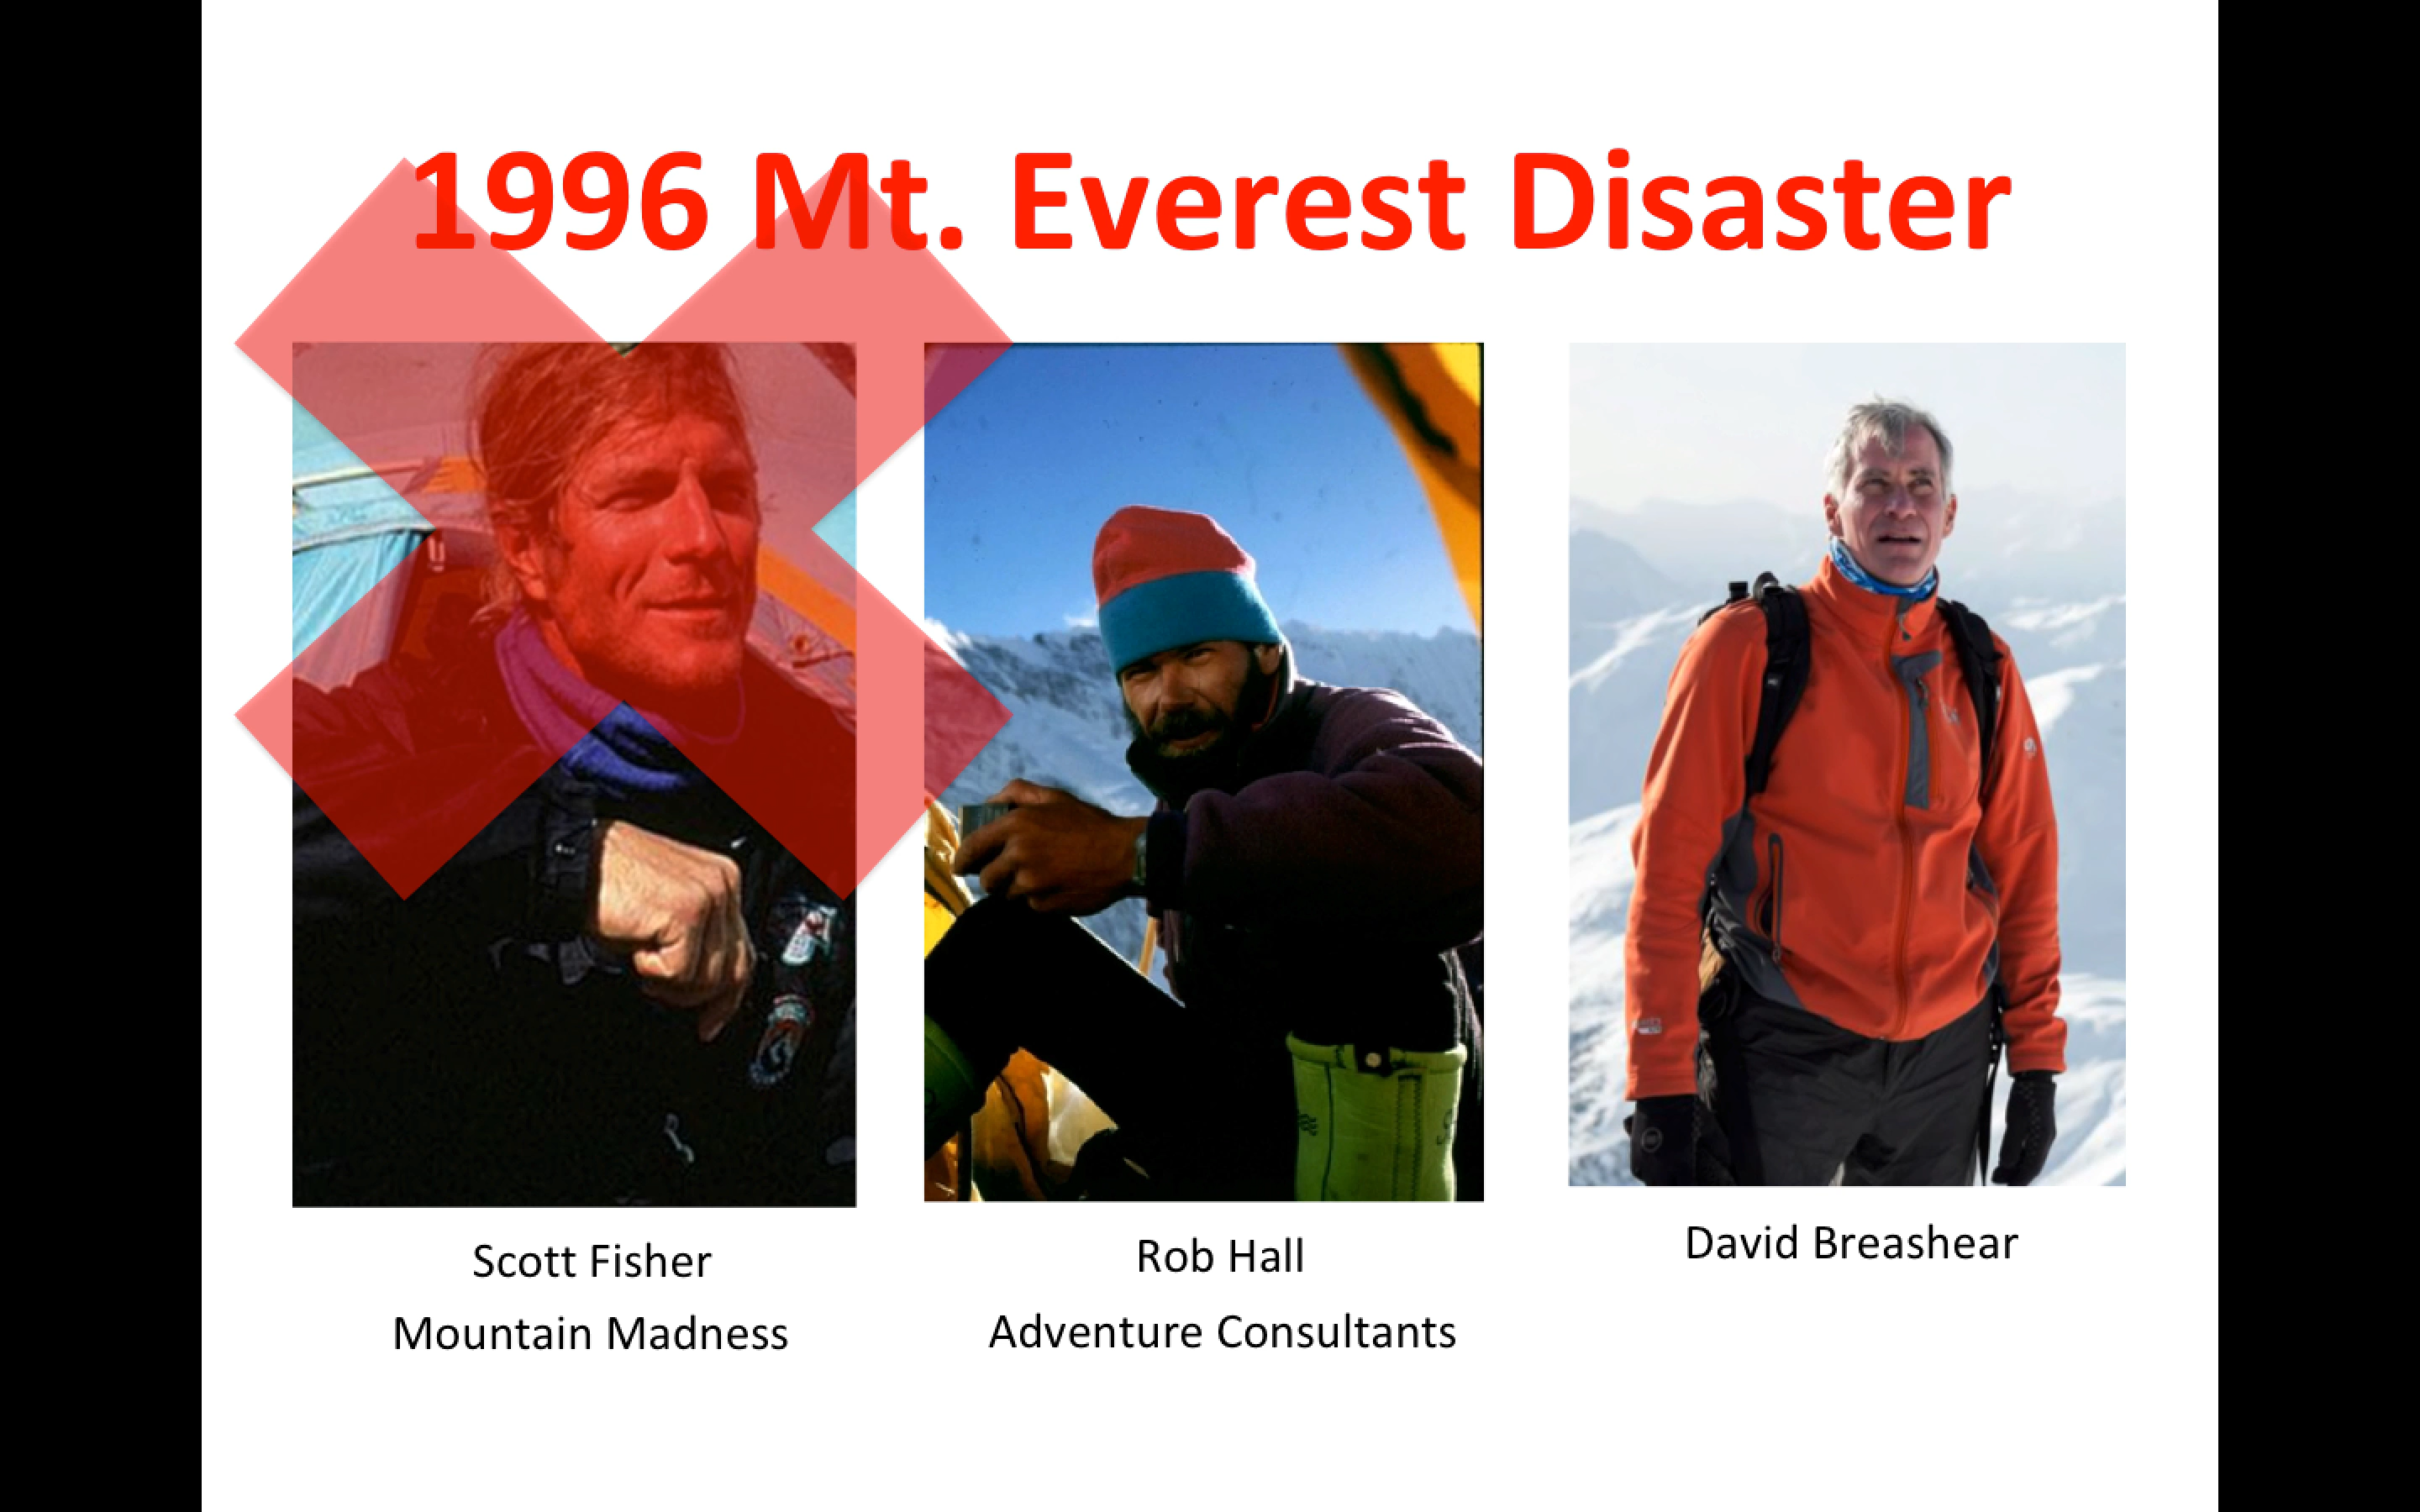 1996 Mt. Everest Disaster
Scott Fisher
Mountain Madness
Rob Hall
Adventure Consultants
David Breashear